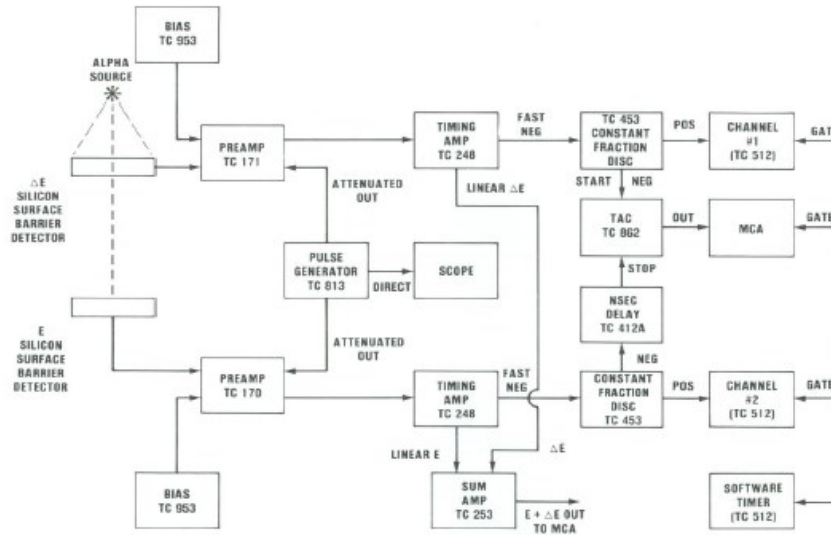 BIAS
TC 953
ALPHA
SOURCE
PREAMP
TC 171
TIMING
AMP
TC 248
FAST
NEG
TC 453
CONSTANT
FRACTION
DISC
POS
CHANNEL
#1
(TC 512)
GATE
ΔE
SILICON
SURFACE
BARRIER
DETECTOR
ATTENUATED
OUT
LINEAR ΔE
START
NEG
TAC
TC 862
OUT
MCA
GATE
PULSE
GENERATOR
TC 813
DIRECT
SCOPE
STOP
NSEC
DELAY
TC 412A
E
SILICON
SURFACE
BARRIER
DETECTOR
ATTENUATED
OUT
NEG
PREAMP
TC 170
TIMING
AMP
TC 248
FAST
NEG
CONSTANT
FRACTION
DISC
TC 453
POS
CHANNEL
#2
(TC 512)
GATE
LINEAR E
ΔE
BIAS
TC 953
SUM
AMP
TC 253
E + ΔE OUT
TO MCA
SOFTWARE
TIMER
(TC 512)